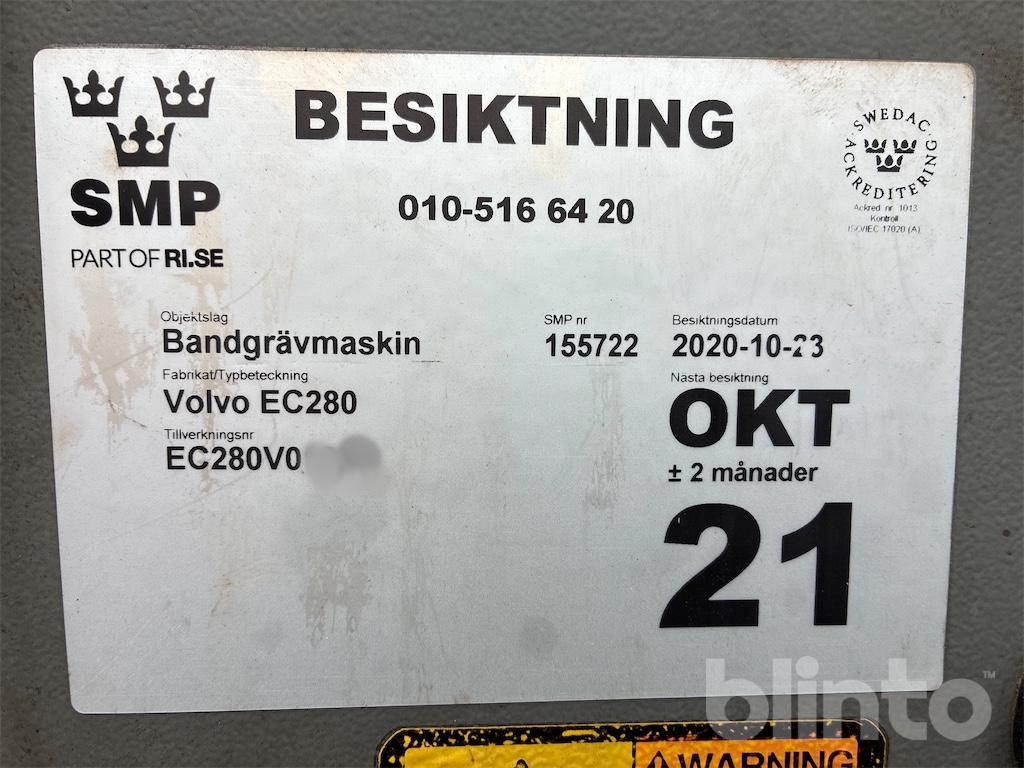 BESIKTNING
SMP
PART OF RI.SE
010-516 64 20
SWEDAC
ACKREDITERING
Ackred nr. 1013
Kontroll
ISO/IEC 17020 (A)
Objektslag
Bandgrävmaskin
SMP nr
155722
Besiktningsdatum
2020-10-23
Fabrikat/Typbeteckning
Volvo EC280
Nästa besiktning
OKT
± 2 månader
21
Tillverkningsnr
EC280V0
blinto™
WARNING